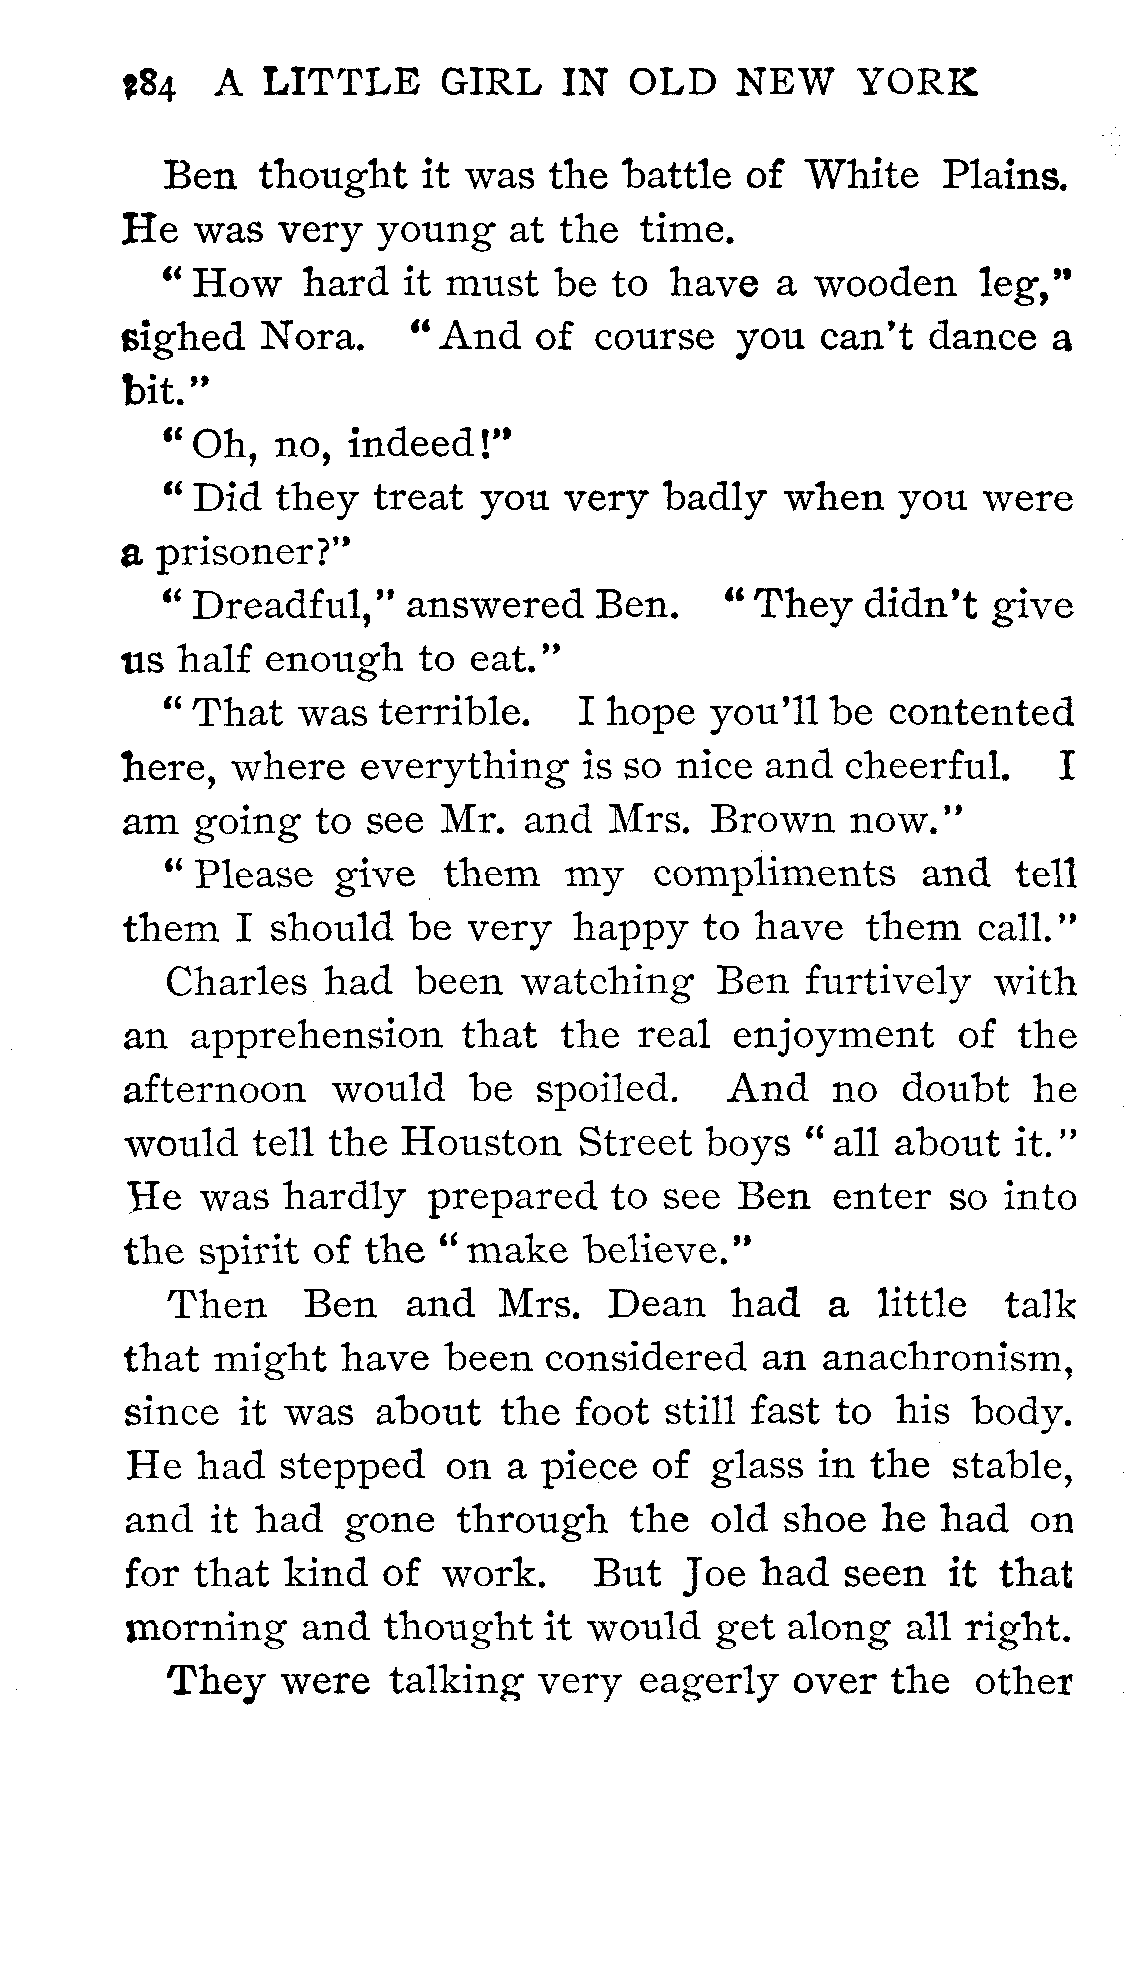 284 A LITTLE GIRL IN OLD NEW YORK
Ben thought it was the battle of White Plains.
He was very young at the time.
"How hard it must be to have a wooden leg,"
sighed Nora. "And of course you can't dance a
bit."
"Oh, no, indeed!"
"Did they treat you very badly when you were
a prisoner?"
"Dreadful," answered Ben. "They didn't give
us half enough to eat."
"That was terrible. I hope you'll be contented
here, where everything is so nice and cheerful. I
am going to see Mr. and Mrs. Brown now."
"Please give them my compliments and tell
them I should be very happy to have them call."
Charles had been watching Ben furtively with
an apprehension that the real enjoyment of the
afternoon would be spoiled. And no doubt he
would tell the Houston Street boys "all about it."
He was hardly prepared to see Ben enter so into
the spirit of the "make believe."
Then Ben and Mrs. Dean had a little talk
that might have been considered an anachronism,
since it was about the foot still fast to his body.
He had stepped on a piece of glass in the stable,
and it had gone through the old shoe he had on
for that kind of work. But Joe had seen it that
morning and thought it would get along all right.
They were talking very eagerly over the other